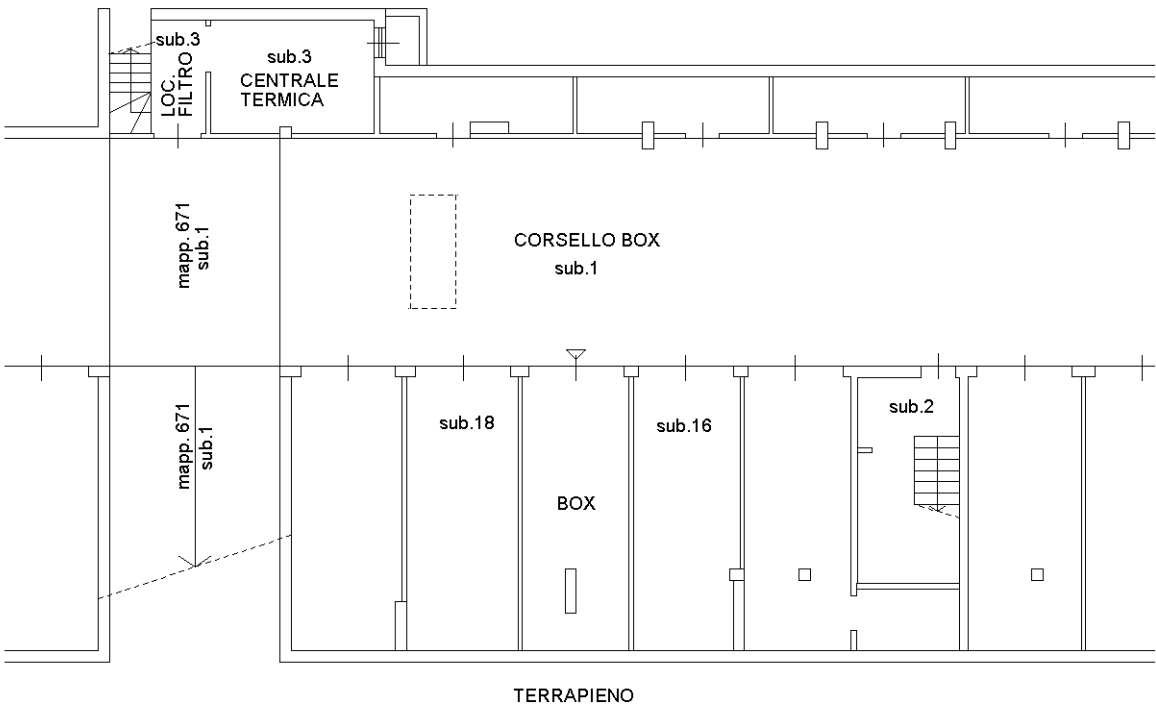 sub.3
LOC.
FILTRO
sub.3
CENTRALE
TERMICA
mapp. 671
sub.1
CORSELLO BOX
sub.1
mapp. 671
sub.1
sub.18
sub.16
sub.2
BOX
TERRAPIENO